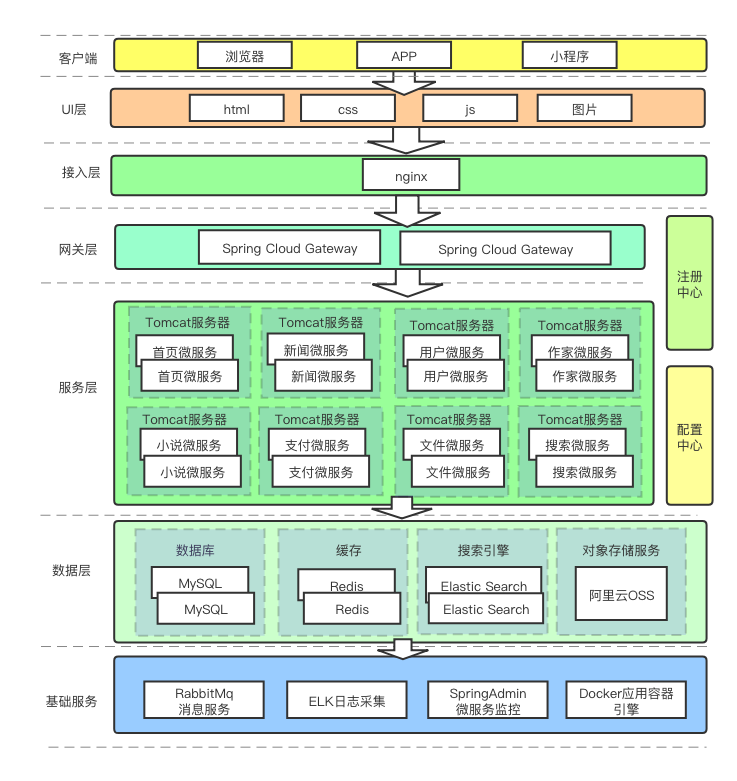 客户端
浏览器
APP
小程序
UI层
html
css
js
图片
接入层
nginx
网关层
Spring Cloud Gateway
Spring Cloud Gateway
注册
中心
服务层
Tomcat服务器
首页微服务
首页微服务
Tomcat服务器
新闻微服务
新闻微服务
Tomcat服务器
用户微服务
用户微服务
Tomcat服务器
作家微服务
作家微服务
Tomcat服务器
小说微服务
小说微服务
Tomcat服务器
支付微服务
支付微服务
Tomcat服务器
文件微服务
文件微服务
Tomcat服务器
搜索微服务
搜索微服务
配置
中心
数据层
数据库
MySQL
MySQL
缓存
Redis
Redis
搜索引擎
Elastic Search
Elastic Search
对象存储服务
阿里云OSS
基础服务
RabbitMq
消息服务
ELK日志采集
SpringAdmin
微服务监控
Docker应用容器
引擎